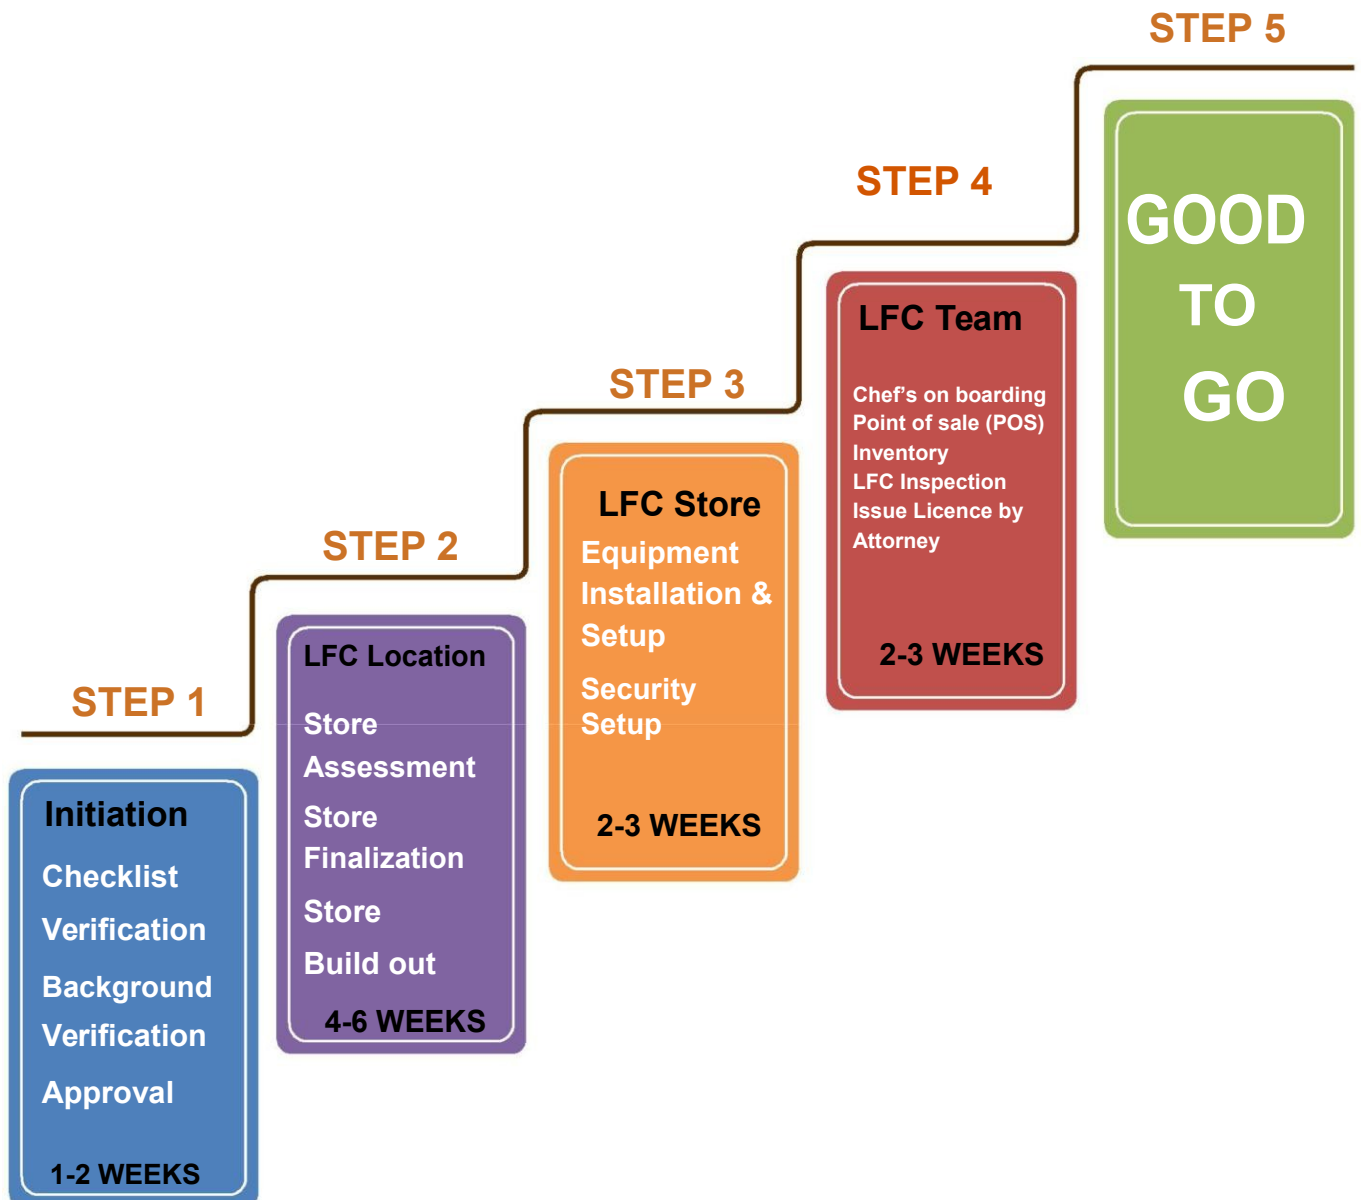 STEP 1
Initiation
Checklist
Verification
Background
Verification
Approval
1-2 WEEKS
STEP 2
LFC Location
Store
Assessment
Store
Finalization
Store
Build out
4-6 WEEKS
STEP 3
LFC Store
Equipment
Installation &
Setup
Security
Setup
2-3 WEEKS
STEP 4
LFC Team
Chef's on boarding
Point of sale (POS)
Inventory
LFC Inspection
Issue Licence by
Attorney
2-3 WEEKS
STEP 5
GOOD
TO
GO